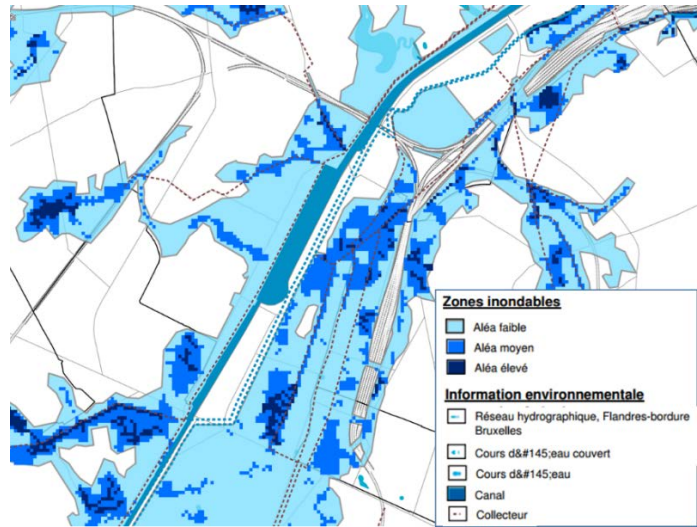 Zones inondables
Aléa faible
Aléa moyen
Aléa élevé
Information environnementale
Réseau hydrographique, Flandres-bordure
Bruxelles
Cours d&#145;eau couvert
Cours d&#145;eau
Canal
Collecteur